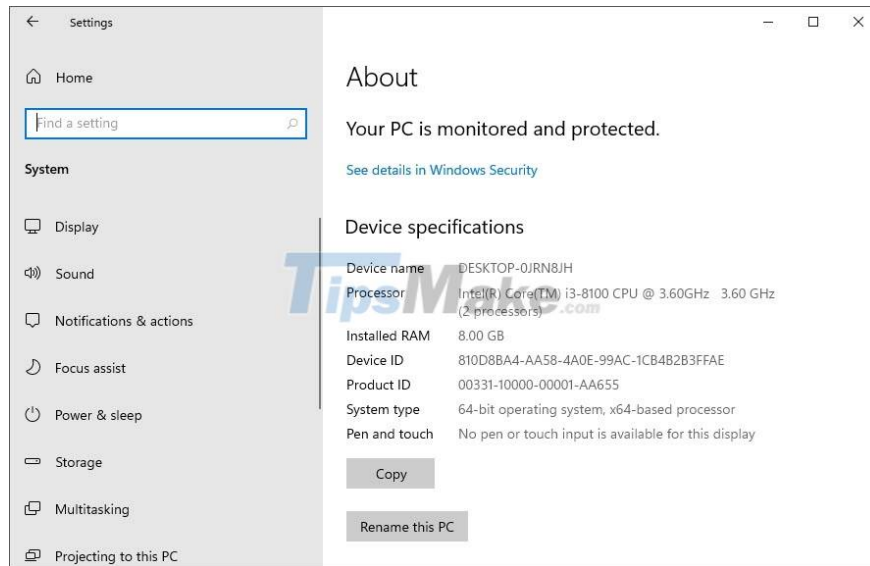 Settings
Home
Find a setting
System
Display
Sound
Notifications & actions
Focus assist
Power & sleep
Storage
Multitasking
Projecting to this PC
About
Your PC is monitored and protected.
See details in Windows Security
Device specifications
Device name DESKTOP-0JRN8JH
Processor Intel(R) Core(TM) i3-8100 CPU @ 3.60GHz 3.60 GHz
(2 processors)
Installed RAM 8.00 GB
Device ID 810D8BA4-AA58-4A0E-99AC-1CB4B2B3FFAE
Product ID 00331-10000-00001-AA655
System type 64-bit operating system, x64-based processor
Pen and touch No pen or touch input is available for this display
Copy
Rename this PC
TipsMake.com